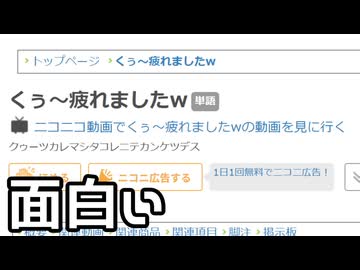 トップページ > くぅ～疲れましたw
くぅ～疲れましたw 単語
ニコニコ動画でくぅ～疲れましたwの動画を見に行く
クゥーツカレマシタコレニテカンケツデス
ほめる ニコニ広告する 1日1回無料でニコニ広告！
面白い
概要 関連動画 関連商品 関連項目 脚注 掲示板